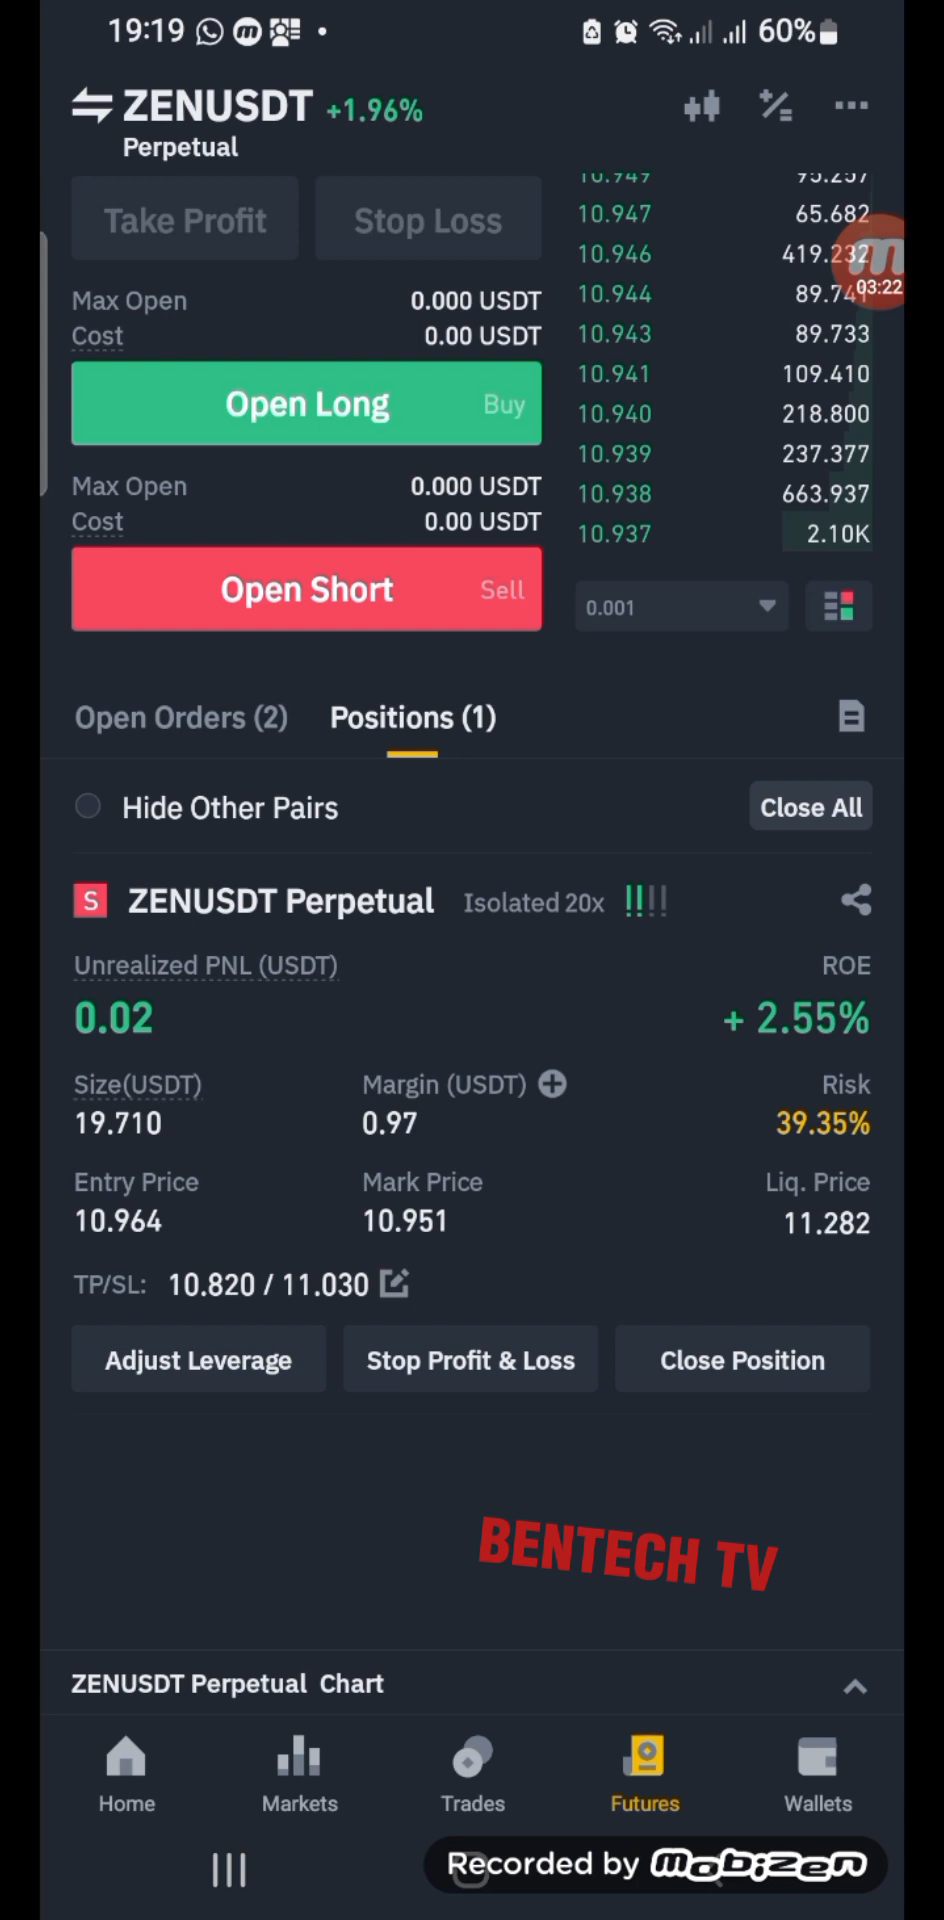 19:19 60%
ZENUSDT +1.96%
Perpetual
10.949 95.257
Take Profit Stop Loss
10.947 65.682
10.946 419.232
Max Open 0.000 USDT
10.944 89.741
03:22
Cost 0.00 USDT
10.943 89.733
10.941 109.410
Open Long Buy
10.940 218.800
10.939 237.377
Max Open 0.000 USDT
10.938 663.937
Cost 0.00 USDT
10.937 2.10K
Open Short Sell
0.001
Open Orders (2) Positions (1)
Hide Other Pairs Close All
S ZENUSDT Perpetual Isolated 20x
Unrealized PNL (USDT) ROE
0.02 + 2.55%
Size(USDT) Margin (USDT) Risk
19.710 0.97 39.35%
Entry Price Mark Price Liq. Price
10.964 10.951 11.282
TP/SL: 10.820 / 11.030
Adjust Leverage Stop Profit & Loss Close Position
BENTECH TV
ZENUSDT Perpetual Chart
Home Markets Trades Futures Wallets
Recorded by mobizen